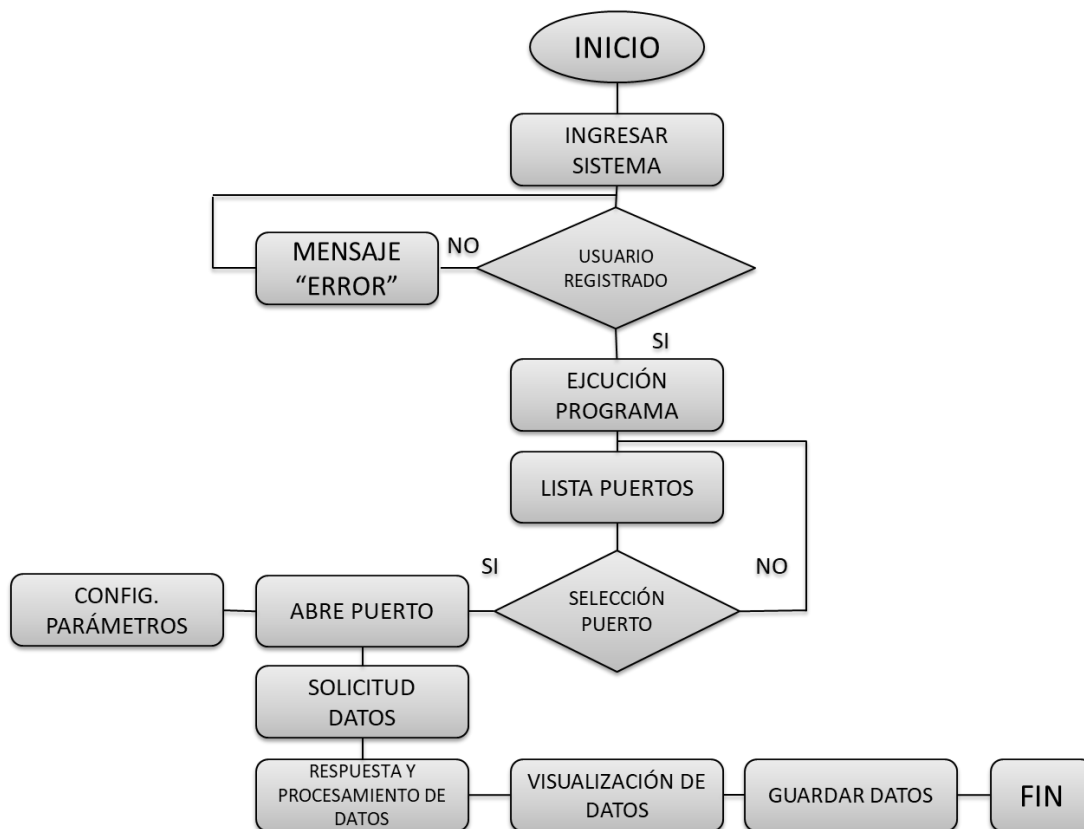 INICIO
INGRESAR
SISTEMA
MENSAJE
“ERROR”
NO
USUARIO
REGISTRADO
SI
EJCUCIÓN
PROGRAMA
LISTA PUERTOS
SI
NO
CONFIG.
PARÁMETROS
ABRE PUERTO
SELECCIÓN
PUERTO
SOLICITUD
DATOS
RESPUESTA Y
PROCESAMIENTO DE
DATOS
VISUALIZACIÓN DE
DATOS
GUARDAR DATOS
FIN